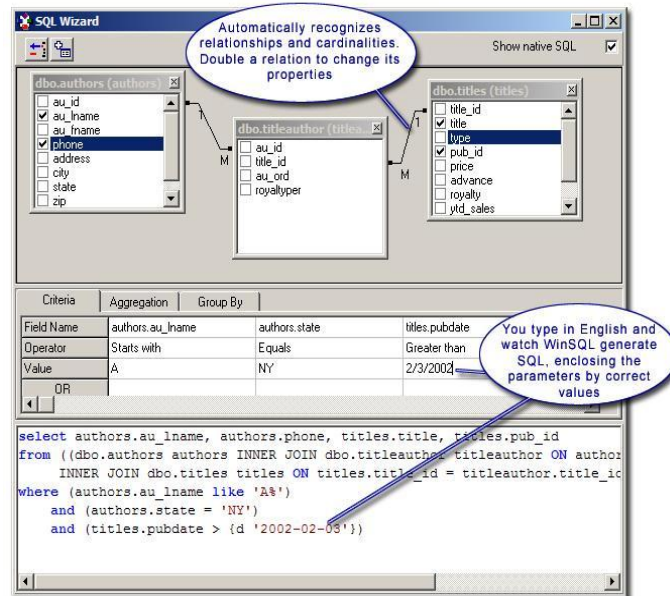 SQL Wizard
Show native SQL
Automatically recognizes
relationships and cardinalities.
Double a relation to change its
properties
dbo.authors (authors)
au_id
au_lname
au_fname
phone
address
city
state
zip
1
M
dbo.titleauthor (titlea...
au_id
title_id
au_ord
royaltyper
1
M
dbo.titles (titles)
title_id
title
type
pub_id
price
advance
royalty
ytd_sales
Criteria
Aggregation
Group By
Field Name authors.au_lname authors.state titles.pubdate
Operator Starts with Equals Greater than
Value A NY 2/3/2002
OR
You type in English and
watch WinSQL generate
SQL, enclosing the
parameters by correct
values
select authors.au_lname, authors.phone, titles.title, titles.pub_id
from ((dbo.authors authors INNER JOIN dbo.titleauthor titleauthor ON author
INNER JOIN dbo.titles titles ON titles.title_id = titleauthor.title_id
where (authors.au_lname like 'A%')
and (authors.state = 'NY')
and (titles.pubdate > {d '2002-02-03'})